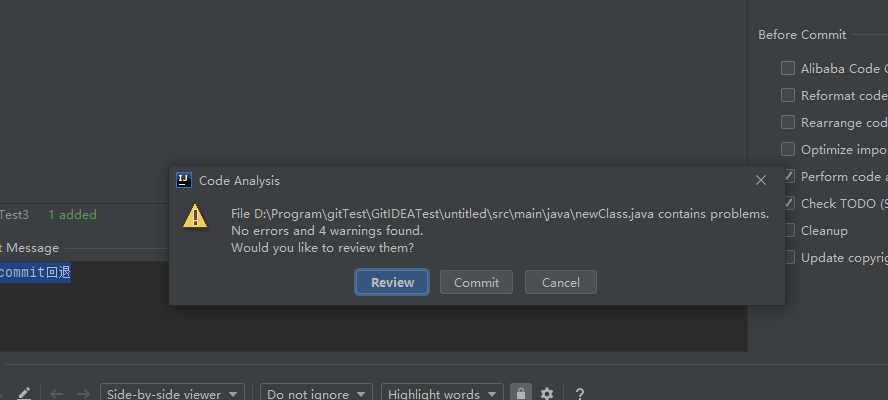 Before Commit
Alibaba Code
Reformat code
Rearrange cod
Optimize impo
Code Analysis
Perform code a
File D:\Program\gitTest\GitIDEATest\untitled\src\main\java\newClass.java contains problems.
No errors and 4 warnings found.
Would you like to review them?
Check TODO (S
Test3 1 added
Cleanup
t Message
Update copyrig
commit回退
Review Commit Cancel
Side-by-side viewer Do not ignore Highlight words ?